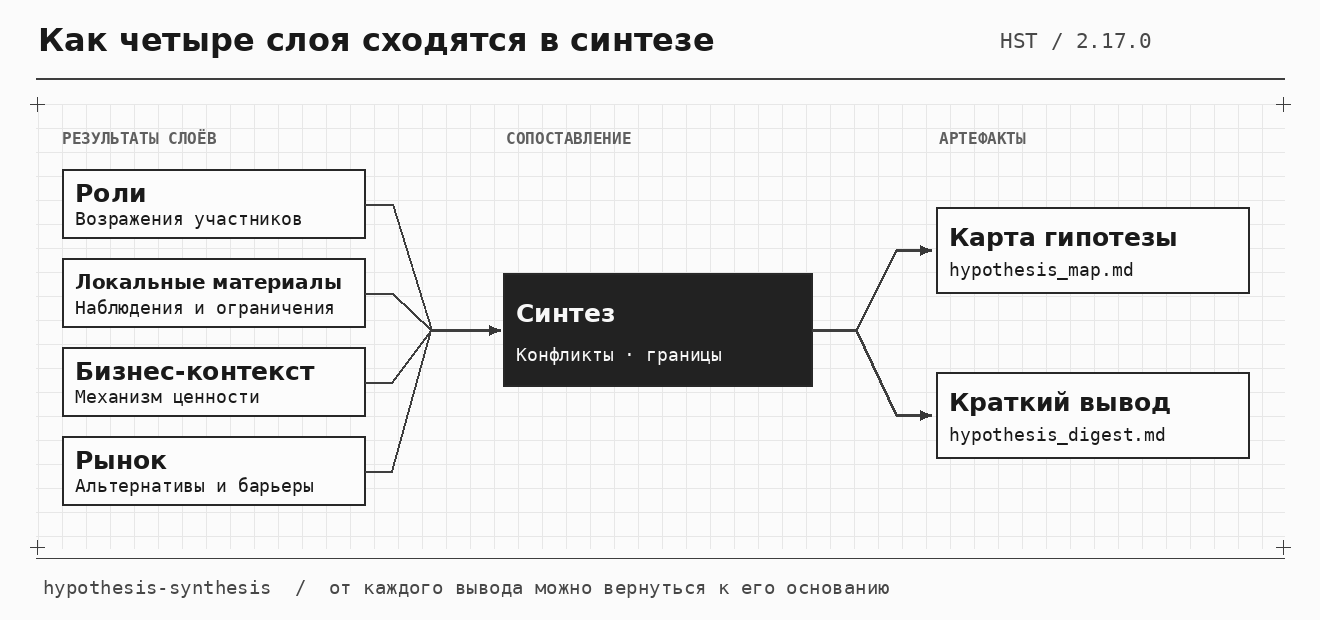 Как четыре слоя сходятся в синтезе
HST / 2.17.0
РЕЗУЛЬТАТЫ СЛОЁВ
Роли
Возражения участников
Локальные материалы
Наблюдения и ограничения
Бизнес-контекст
Механизм ценности
Рынок
Альтернативы и барьеры
СОПОСТАВЛЕНИЕ
Синтез
Конфликты · границы
АРТЕФАКТЫ
Карта гипотезы
hypothesis_map.md
Краткий вывод
hypothesis_digest.md
hypothesis-synthesis / от каждого вывода можно вернуться к его основанию